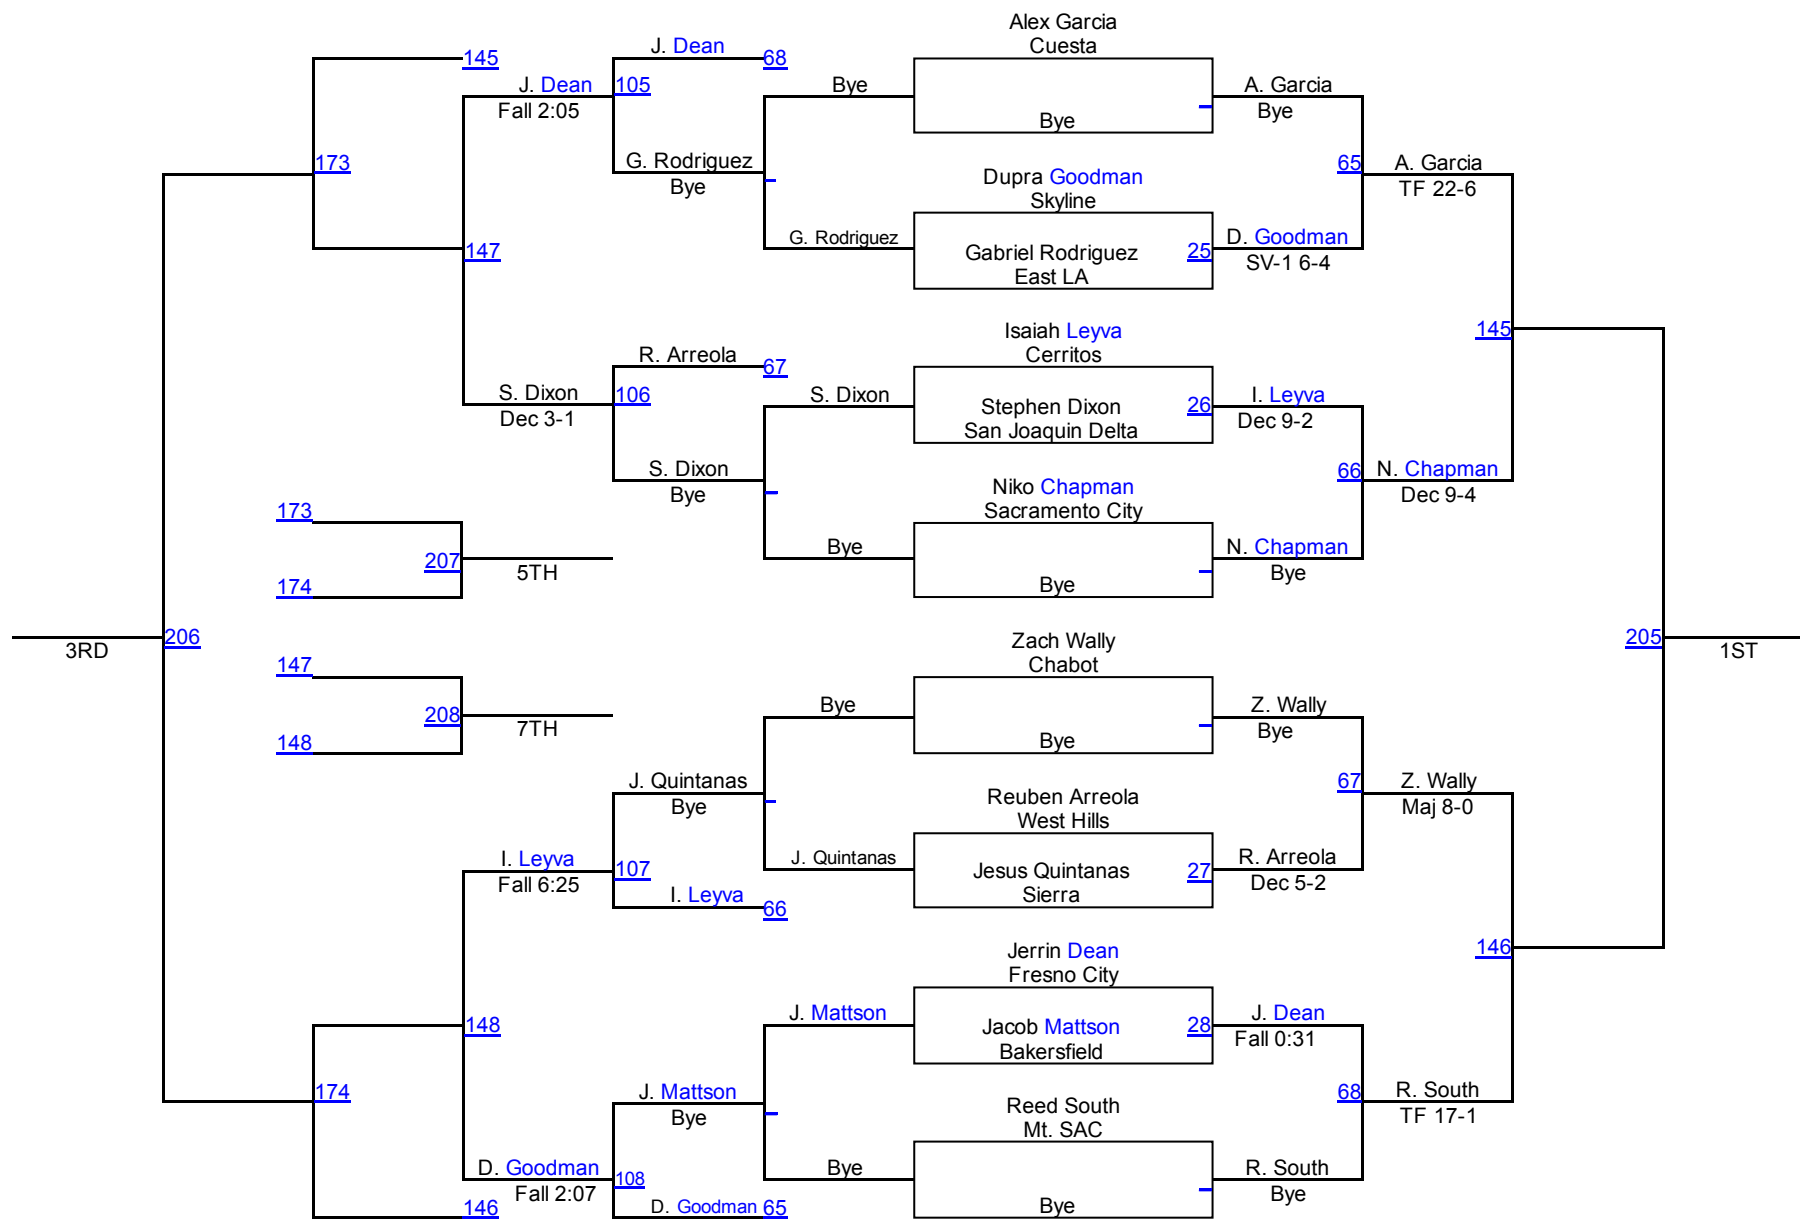 Alex Garcia
Cuesta
J. Dean
68
145
J. Dean
105
Fall 2:05
Bye
A. Garcia
Bye
Bye
173
G. Rodriguez
Bye
65
A. Garcia
TF 22-6
Dupra Goodman
Skyline
147
G. Rodriguez
Gabriel Rodriguez
East LA
25
D. Goodman
SV-1 6-4
Isaiah Leyva
Cerritos
145
R. Arreola
67
S. Dixon
106
Dec 3-1
S. Dixon
Stephen Dixon
San Joaquin Delta
26
I. Leyva
Dec 9-2
S. Dixon
Bye
66
N. Chapman
Dec 9-4
Niko Chapman
Sacramento City
173
207
5TH
174
Bye
Bye
N. Chapman
Bye
3RD
206
Zach Wally
Chabot
205
1ST
147
208
7TH
148
Bye
Bye
Z. Wally
Bye
J. Quintanas
Bye
67
Z. Wally
Maj 8-0
Reuben Arreola
West Hills
I. Leyva
Fall 6:25
107
J. Quintanas
Jesus Quintanas
Sierra
27
R. Arreola
Dec 5-2
I. Leyva
66
Jerrin Dean
Fresno City
146
148
J. Mattson
Jacob Mattson
Bakersfield
28
J. Dean
Fall 0:31
174
J. Mattson
Bye
68
R. South
TF 17-1
Reed South
Mt. SAC
D. Goodman
Fall 2:07
108
Bye
Bye
R. South
Bye
146
D. Goodman
65